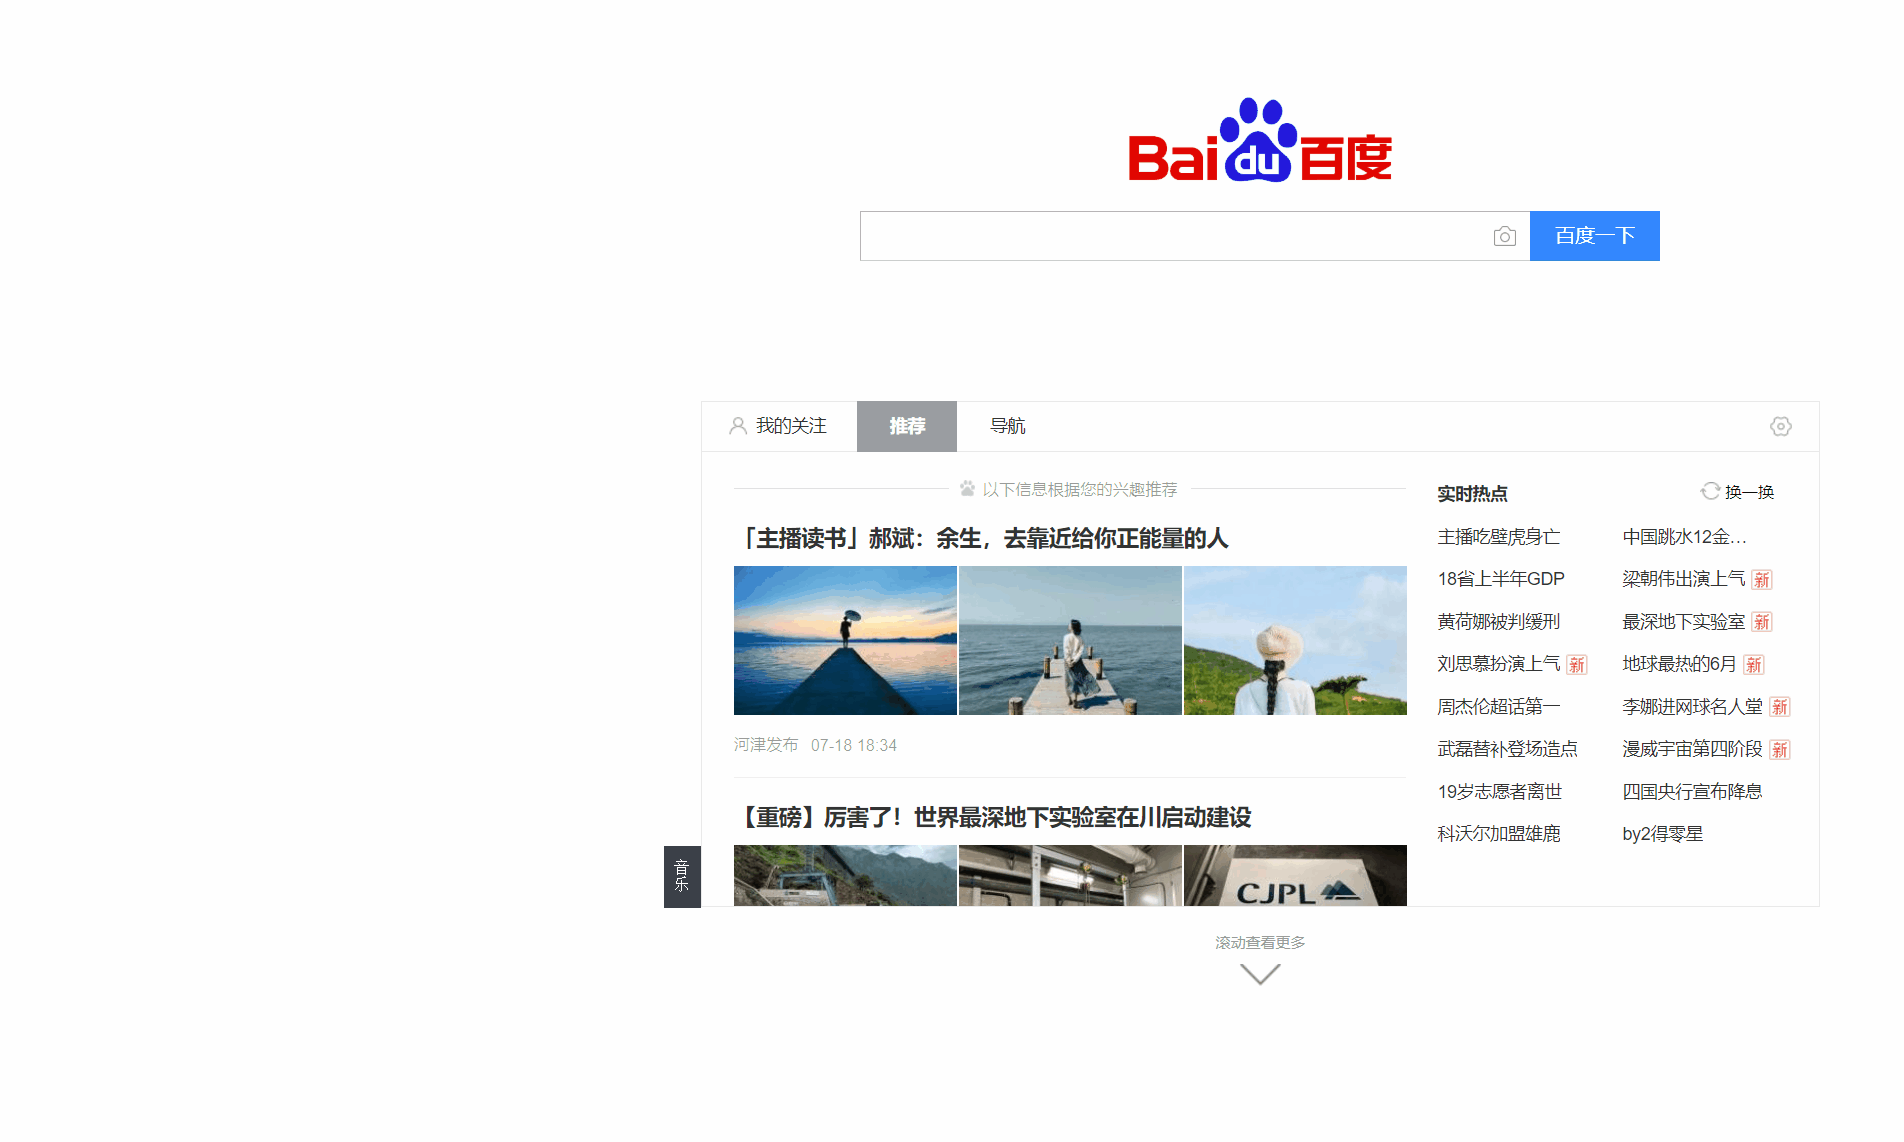 Bai du 百度
百度一下
我的关注 推荐 导航
以下信息根据您的兴趣推荐
「主播读书」郝斌：余生，去靠近给你正能量的人
河津发布 07-18 18:34
【重磅】厉害了！世界最深地下实验室在川启动建设
CJPL
音乐
实时热点 换一换
主播吃壁虎身亡 中国跳水12金…
18省上半年GDP 梁朝伟出演上气 新
黄荷娜被判缓刑 最深地下实验室 新
刘思慕扮演上气 新 地球最热的6月 新
周杰伦超话第一 李娜进网球名人堂 新
武磊替补登场造点 漫威宇宙第四阶段 新
19岁志愿者离世 四国央行宣布降息
科沃尔加盟雄鹿 by2得零星
滚动查看更多